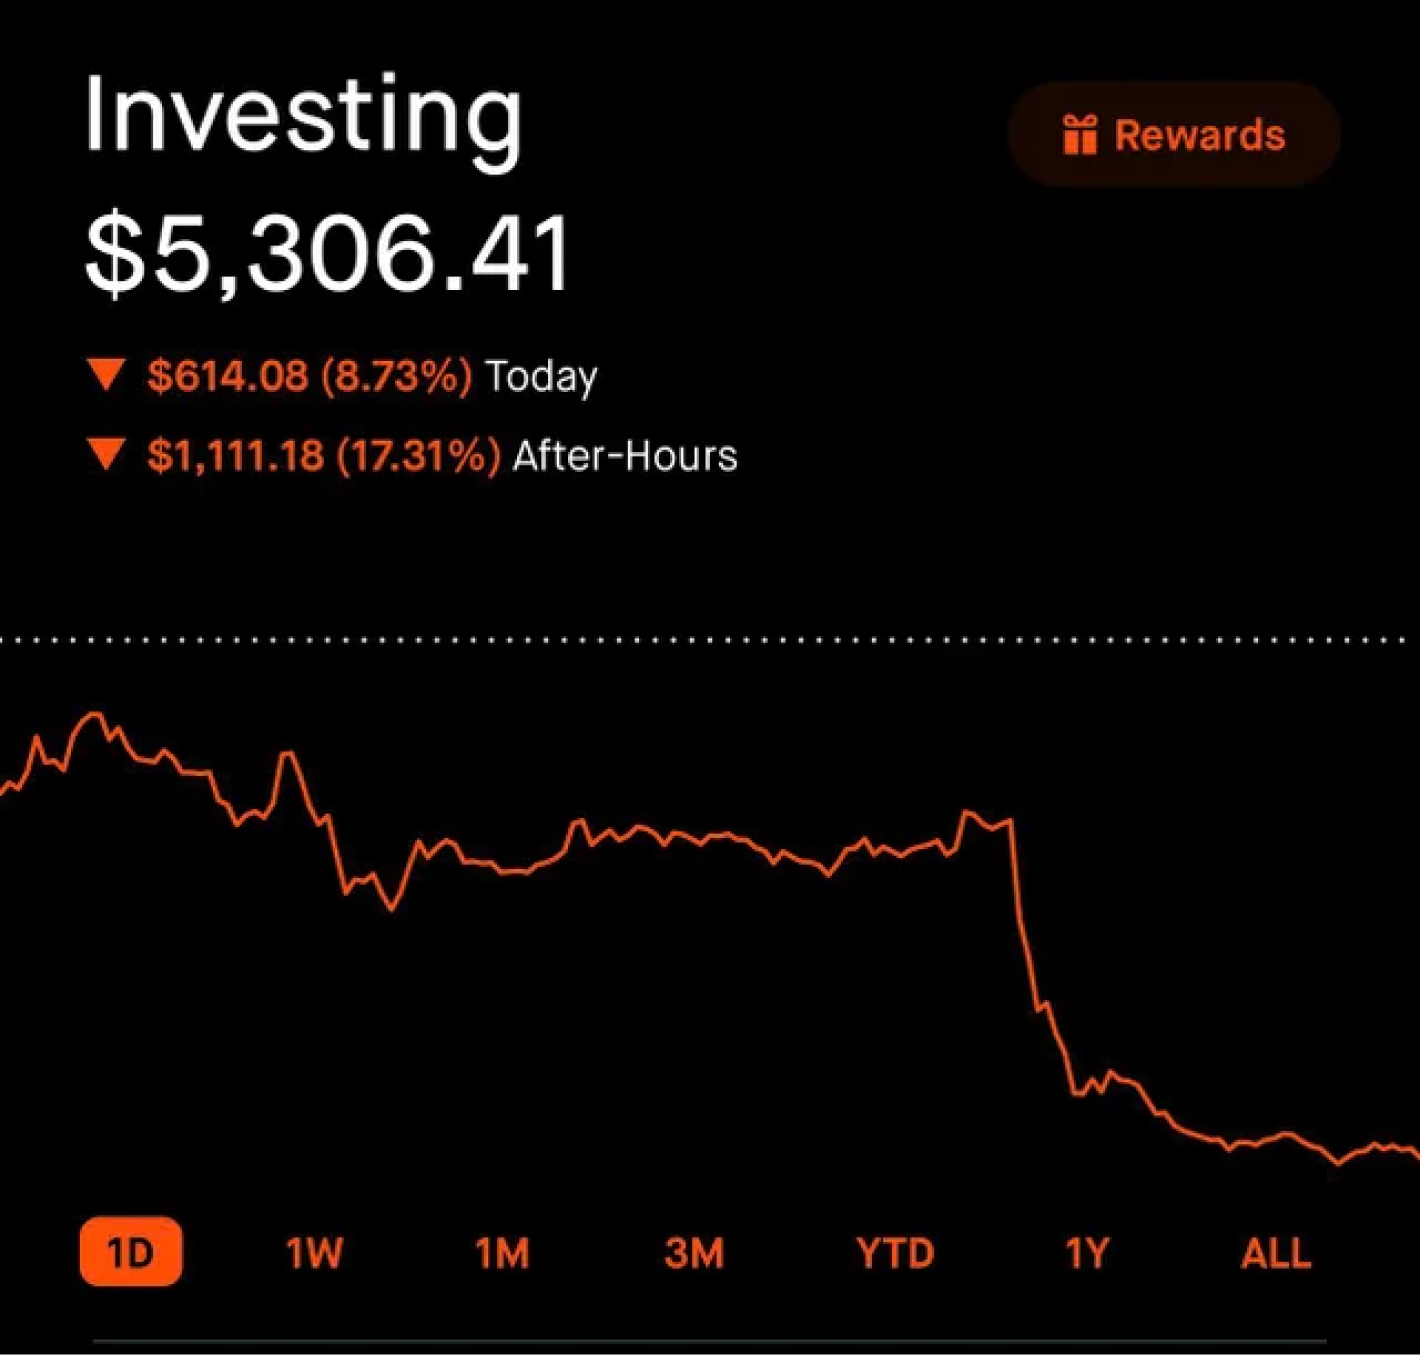 Investing
Rewards
$5,306.41
▼ $614.08 (8.73%) Today
▼ $1,111.18 (17.31%) After-Hours
1D 1W 1M 3M YTD 1Y ALL